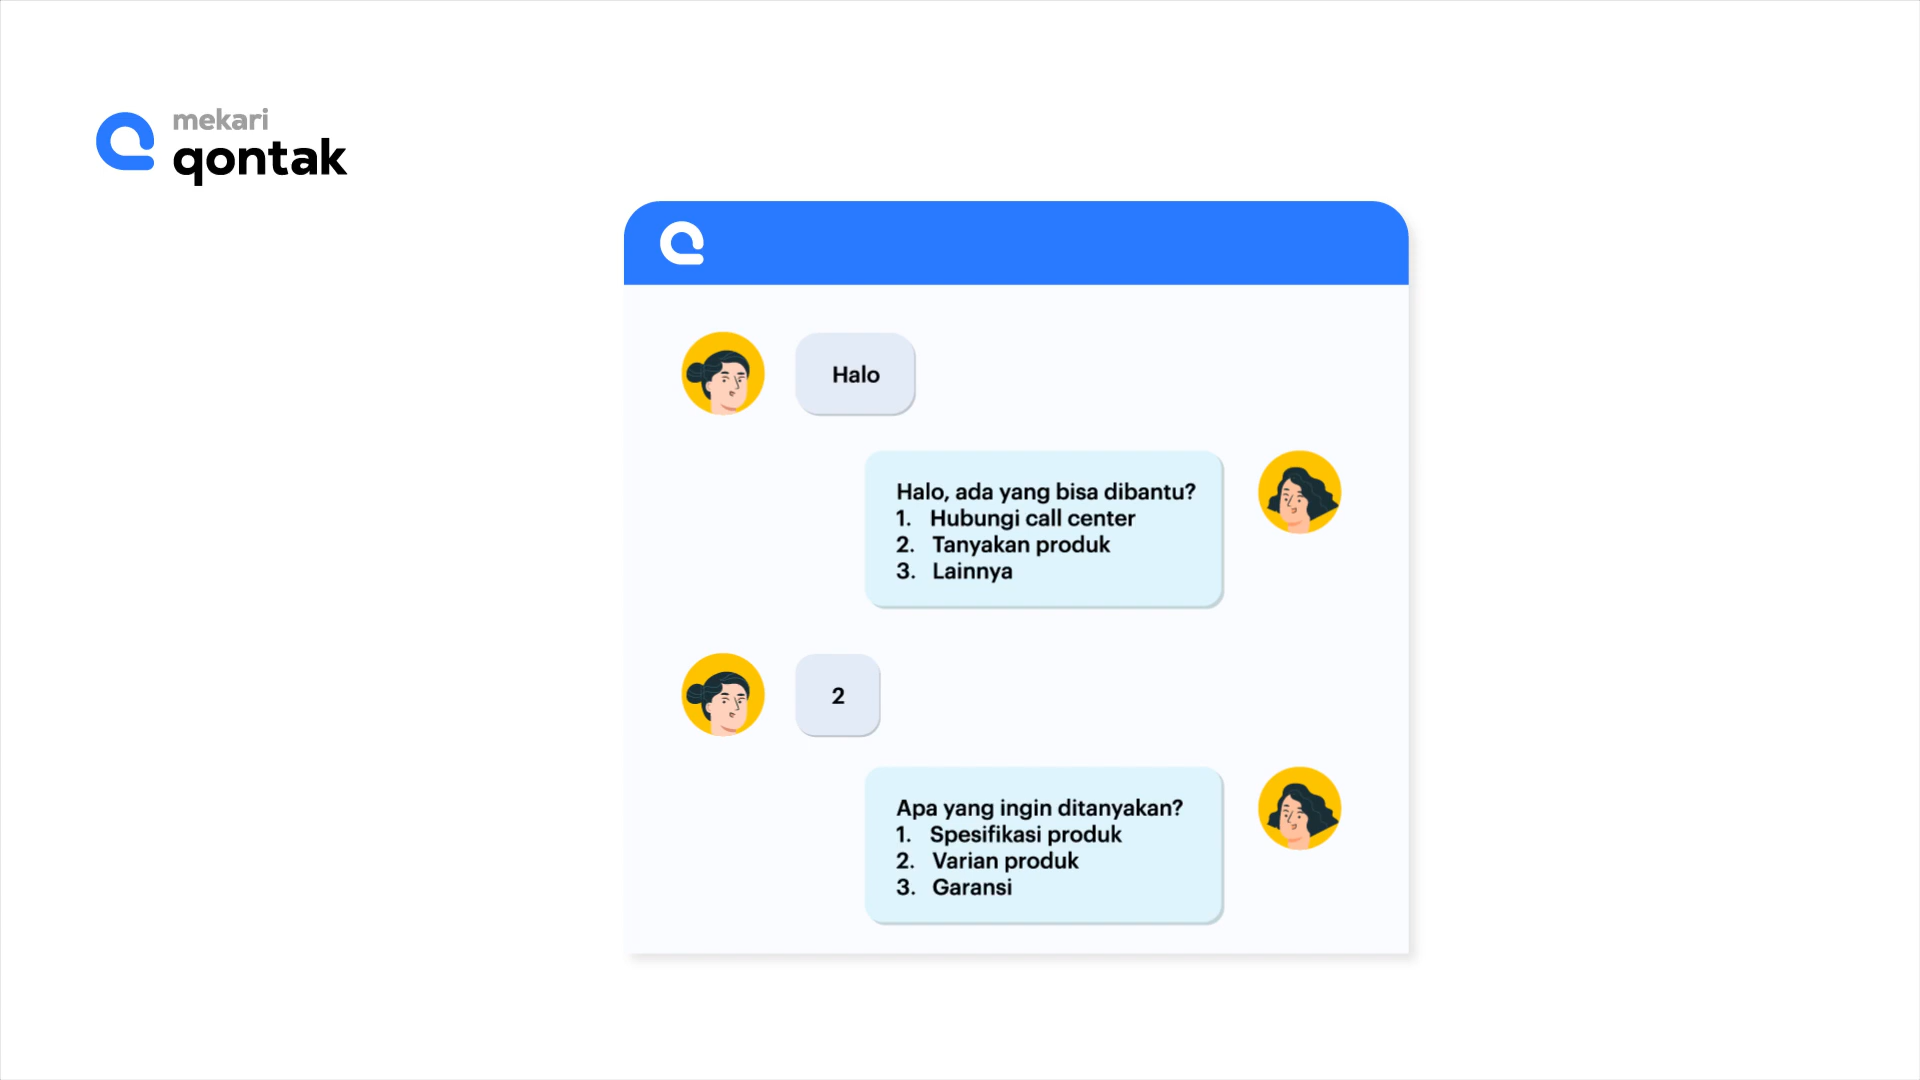 mekari
qontak
Halo
Halo, ada yang bisa dibantu?
1. Hubungi call center
2. Tanyakan produk
3. Lainnya
2
Apa yang ingin ditanyakan?
1. Spesifikasi produk
2. Varian produk
3. Garansi